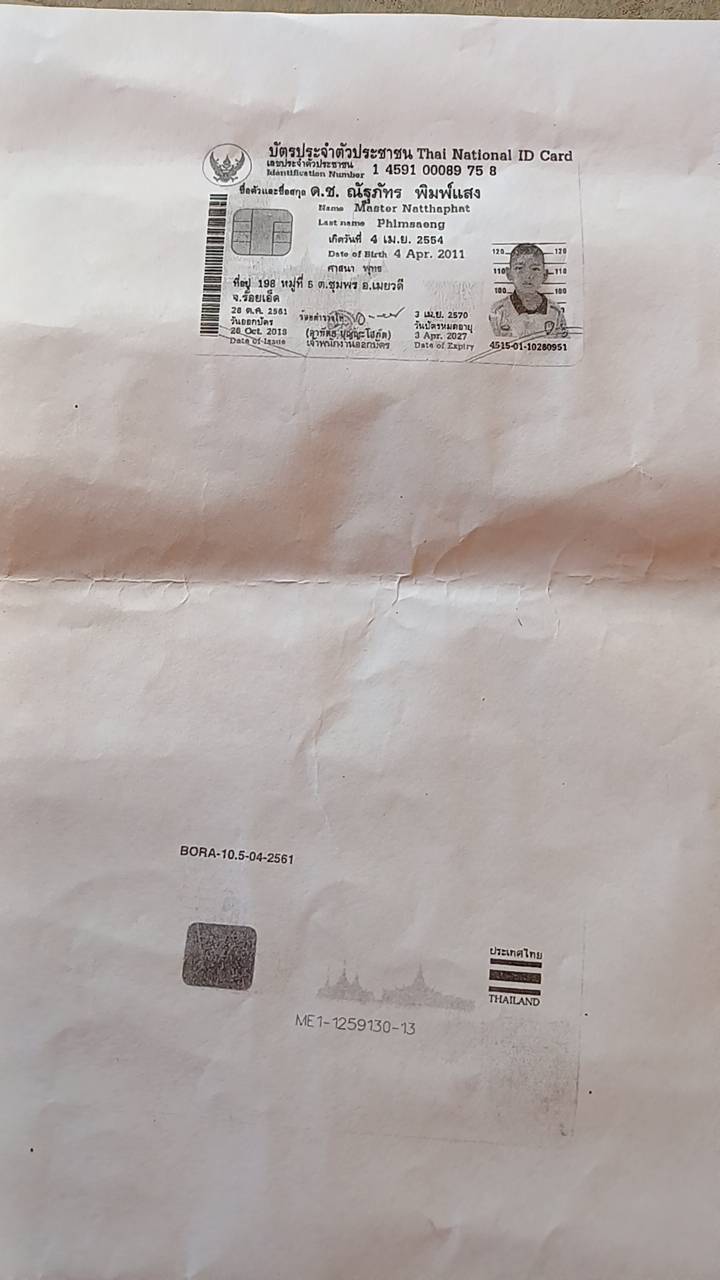 บัตรประจำตัวประชาชน Thai National ID Card
เลขประจำตัวประชาชน
Identification Number 1 4591 00089 75 8
ชื่อตัวและชื่อสกุล ด.ช. ณัฐภัทร พิมพ์แสง
Name Master Natthaphat
Last name Phimsaeng
เกิดวันที่ 4 เม.ย. 2554
Date of Birth 4 Apr. 2011
ศาสนา พุทธ
ที่อยู่ 198 หมู่ที่ 5 ต.ชุมพร อ.เมยวดี
จ.ร้อยเอ็ด
26 ต.ค. 2561
วันออกบัตร
26 Oct. 2018
Date of Issue
เจ้าพนักงานออกบัตร
3 เม.ย. 2570
วันบัตรหมดอายุ
3 Apr. 2027
Date of Expiry
120 120
110 110
100 100
4515-01-10260951
BORA-10.5-04-2561
ประเทศไทย
THAILAND
ME1-1259130-13